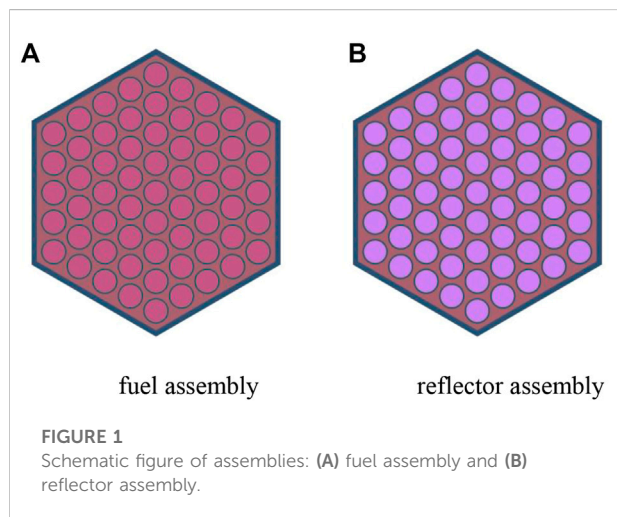 A
B
fuel assembly
reflector assembly
FIGURE 1
Schematic figure of assemblies: (A) fuel assembly and (B)
reflector assembly.